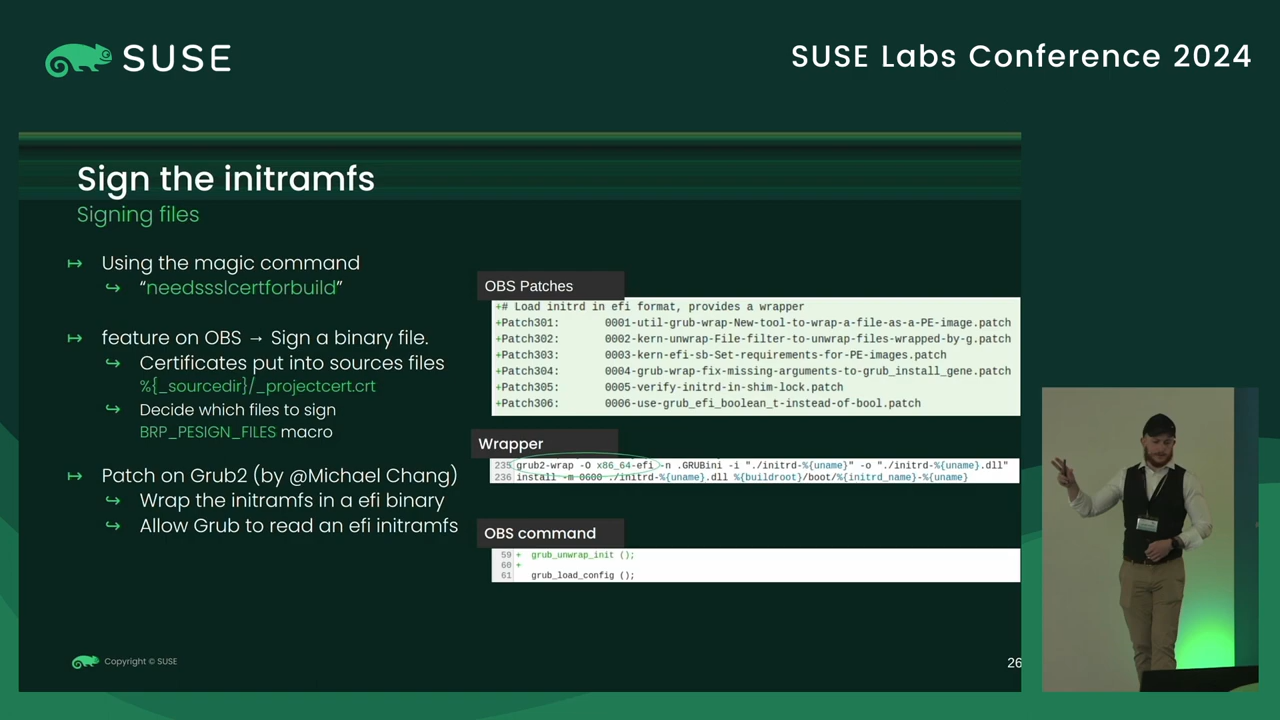 SUSE
SUSE Labs Conference 2024
Sign the initramfs
Signing files
↦ Using the magic command
↪ “needssslcertforbuild”
↦ feature on OBS → Sign a binary file.
↪ Certificates put into sources files
%{_sourcedir}/_projectcert.crt
↪ Decide which files to sign
BRP_PESIGN_FILES macro
↦ Patch on Grub2 (by @Michael Chang)
↪ Wrap the initramfs in a efi binary
↪ Allow Grub to read an efi initramfs
OBS Patches
+# Load initrd in efi format, provides a wrapper
+Patch301: 0001-util-grub-wrap-New-tool-to-wrap-a-file-as-a-PE-image.patch
+Patch302: 0002-kern-unwrap-File-filter-to-unwrap-files-wrapped-by-g.patch
+Patch303: 0003-kern-efi-sb-Set-requirements-for-PE-images.patch
+Patch304: 0004-grub-wrap-fix-missing-arguments-to-grub_install_gene.patch
+Patch305: 0005-verify-initrd-in-shim-lock.patch
+Patch306: 0006-use-grub_efi_boolean_t-instead-of-bool.patch
Wrapper
235 grub2-wrap -O x86_64-efi -n .GRUBini -i "./initrd-%{uname}" -o "./initrd-%{uname}.dll"
236 install -m 0600 ./initrd-%{uname}.dll %{buildroot}/boot/%{initrd_name}-%{uname}
OBS command
59 + grub_unwrap_init ();
60 +
61 grub_load_config ();
Copyright © SUSE
26